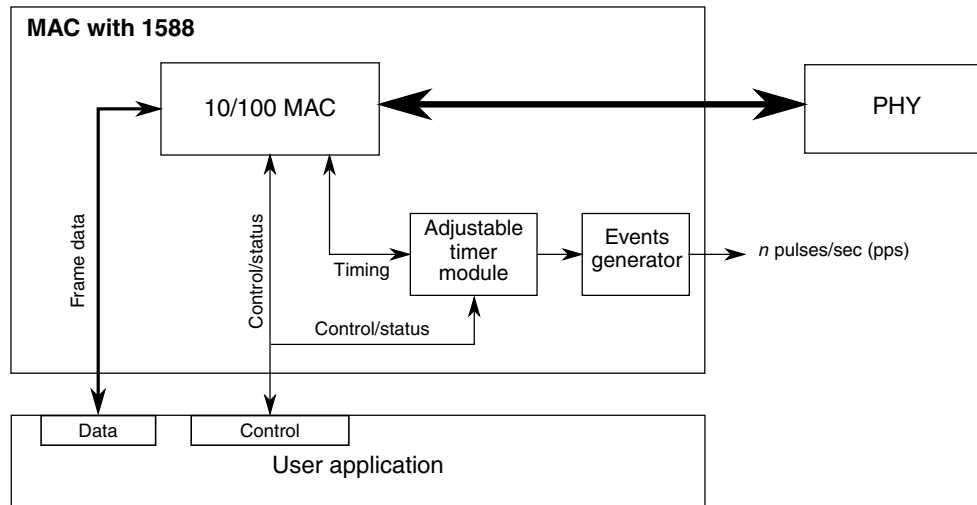 MAC with 1588
10/100 MAC
PHY
Frame data
Control/status
Timing
Adjustable
timer
module
Events
generator
n pulses/sec (pps)
Control/status
Data
Control
User application